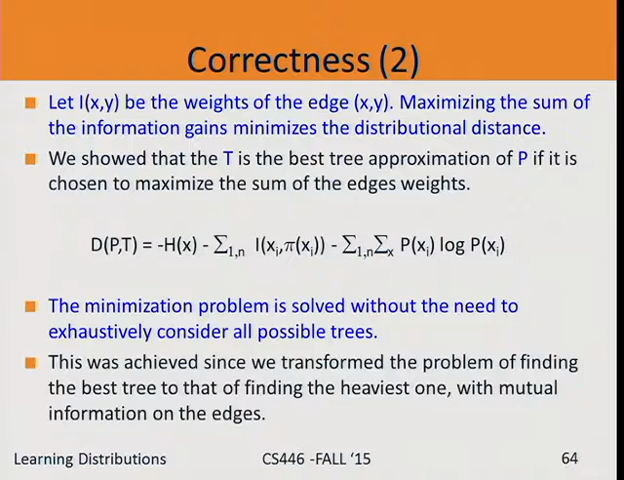 Correctness (2)
Let I(x,y) be the weights of the edge (x,y). Maximizing the sum of
the information gains minimizes the distributional distance.
We showed that the T is the best tree approximation of P if it is
chosen to maximize the sum of the edges weights.
D(P,T) = -H(x) - ∑1,n I(xi,π(xi)) - ∑1,n∑x P(xi) log P(xi)
The minimization problem is solved without the need to
exhaustively consider all possible trees.
This was achieved since we transformed the problem of finding
the best tree to that of finding the heaviest one, with mutual
information on the edges.
Learning Distributions CS446 -FALL ‘15 64